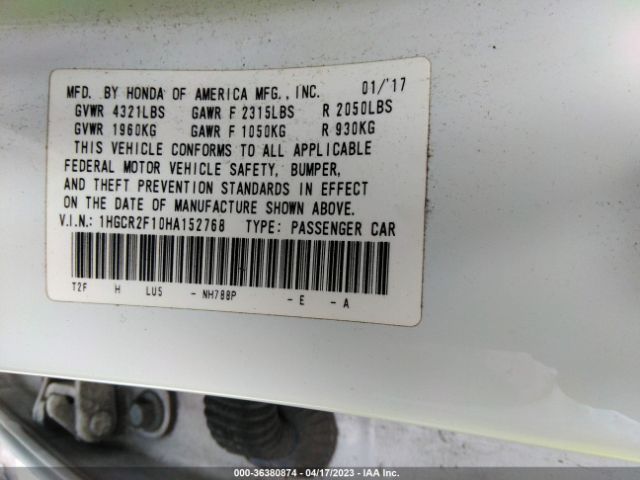 MFD. BY HONDA OF AMERICA MFG., INC. 01/'17
GVWR 4321LBS GAWR F 2315LBS R 2050LBS
GVWR 1960KG GAWR F 1050KG R 930KG
THIS VEHICLE CONFORMS TO ALL APPLICABLE
FEDERAL MOTOR VEHICLE SAFETY, BUMPER,
AND THEFT PREVENTION STANDARDS IN EFFECT
ON THE DATE OF MANUFACTURE SHOWN ABOVE.
V.I.N.: 1HGCR2F10HA152768 TYPE: PASSENGER CAR
T2F H LU5 - NH788P - E - A
000-36380874 - 04/17/2023 - IAA Inc.